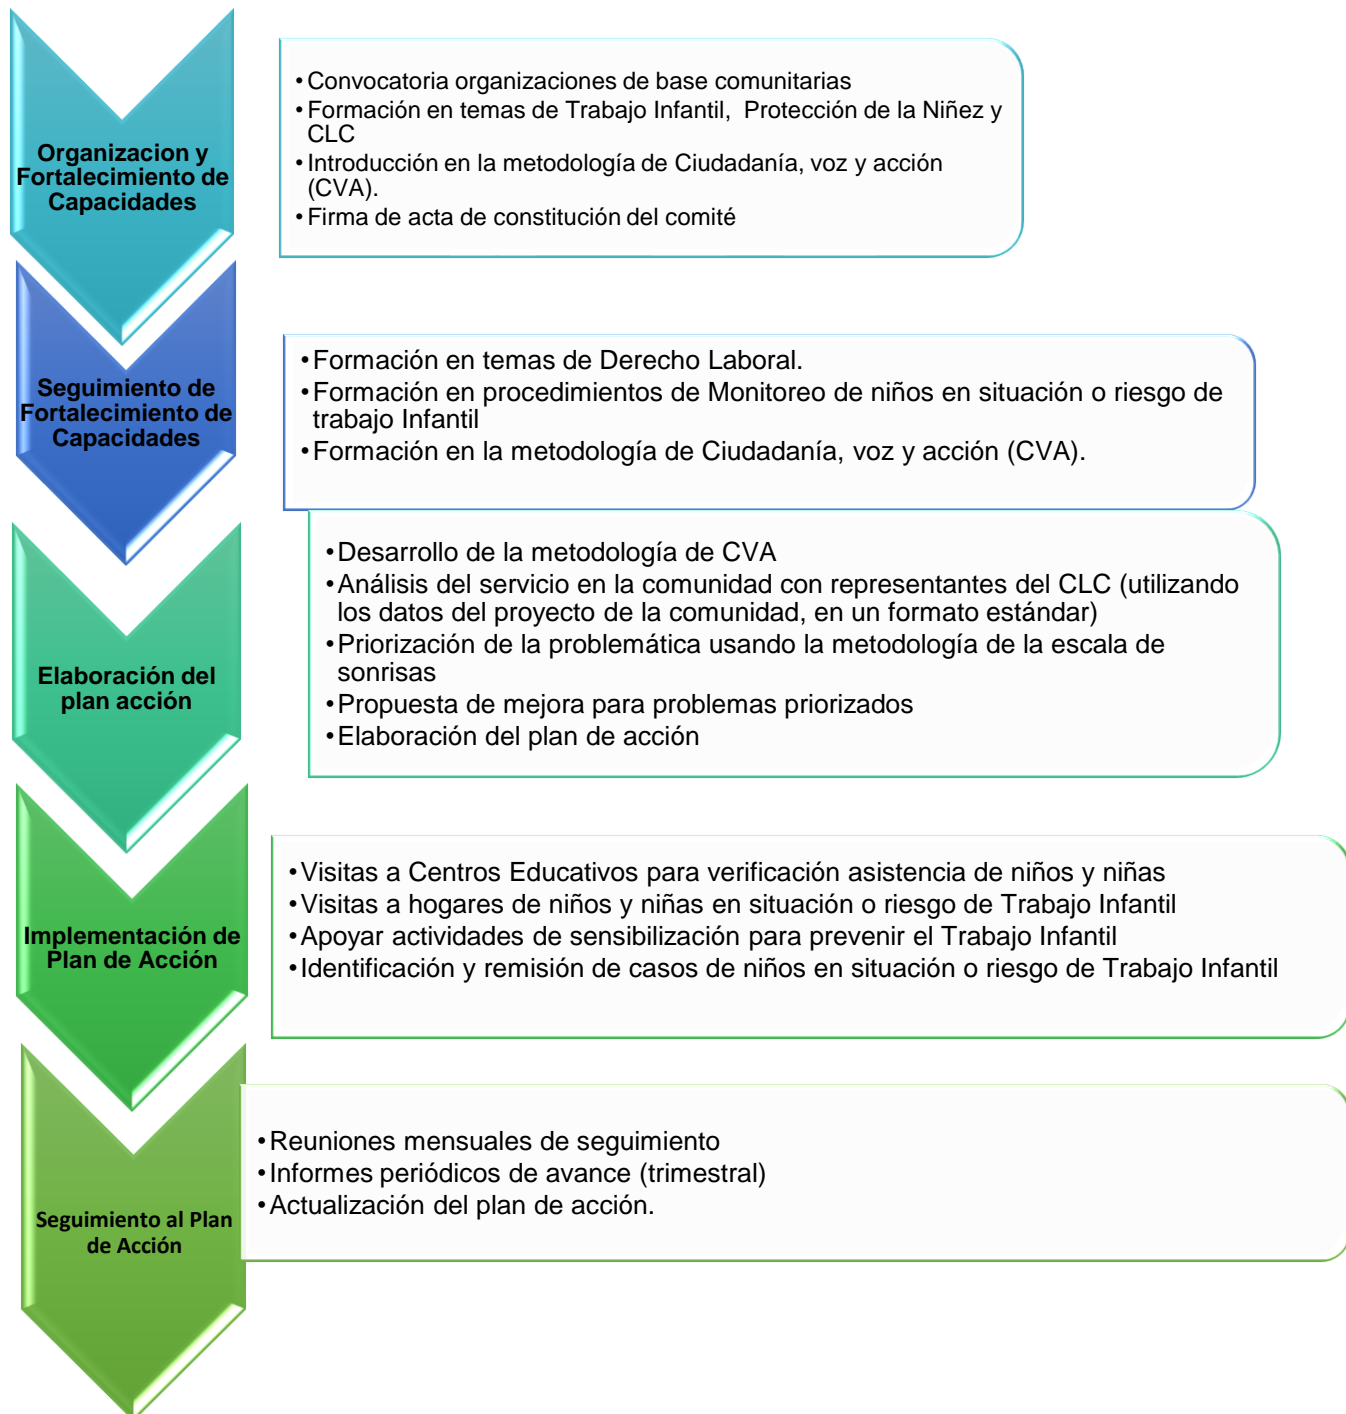 Organizacion y
Fortalecimiento de
Capacidades
•Convocatoria organizaciones de base comunitarias
•Formación en temas de Trabajo Infantil, Protección de la Niñez y
CLC
•Introducción en la metodología de Ciudadanía, voz y acción
(CVA).
•Firma de acta de constitución del comité
Seguimiento de
Fortalecimiento de
Capacidades
•Formación en temas de Derecho Laboral.
•Formación en procedimientos de Monitoreo de niños en situación o riesgo de
trabajo Infantil
•Formación en la metodología de Ciudadanía, voz y acción (CVA).
Elaboración del
plan acción
•Desarrollo de la metodología de CVA
•Análisis del servicio en la comunidad con representantes del CLC (utilizando
los datos del proyecto de la comunidad, en un formato estándar)
•Priorización de la problemática usando la metodología de la escala de
sonrisas
•Propuesta de mejora para problemas priorizados
•Elaboración del plan de acción
Implementación de
Plan de Acción
•Visitas a Centros Educativos para verificación asistencia de niños y niñas
•Visitas a hogares de niños y niñas en situación o riesgo de Trabajo Infantil
•Apoyar actividades de sensibilización para prevenir el Trabajo Infantil
•Identificación y remisión de casos de niños en situación o riesgo de Trabajo Infantil
Seguimiento al Plan
de Acción
•Reuniones mensuales de seguimiento
•Informes periódicos de avance (trimestral)
•Actualización del plan de acción.